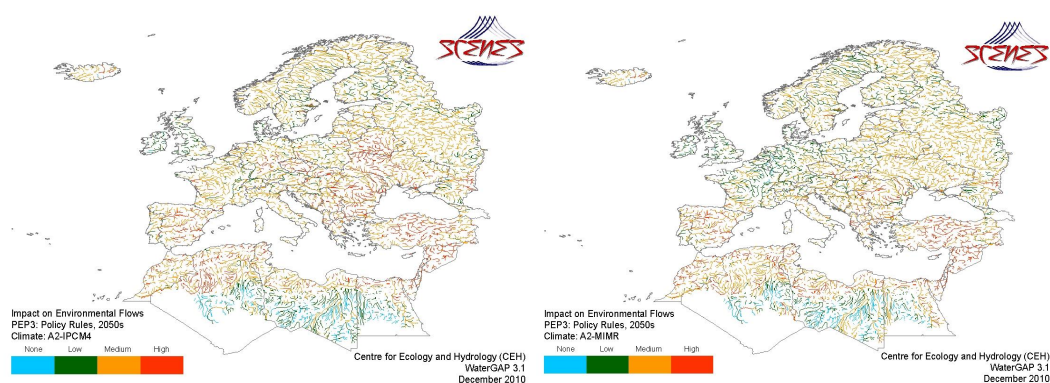 SCENES
Impact on Environmental Flows
PEP3: Policy Rules, 2050s
Climate: A2-IPCM4
None Low Medium High
Centre for Ecology and Hydrology (CEH)
WaterGAP 3.1
December 2010
SCENES
Impact on Environmental Flows
PEP3: Policy Rules, 2050s
Climate: A2-MIMR
None Low Medium High
Centre for Ecology and Hydrology (CEH)
WaterGAP 3.1
December 2010